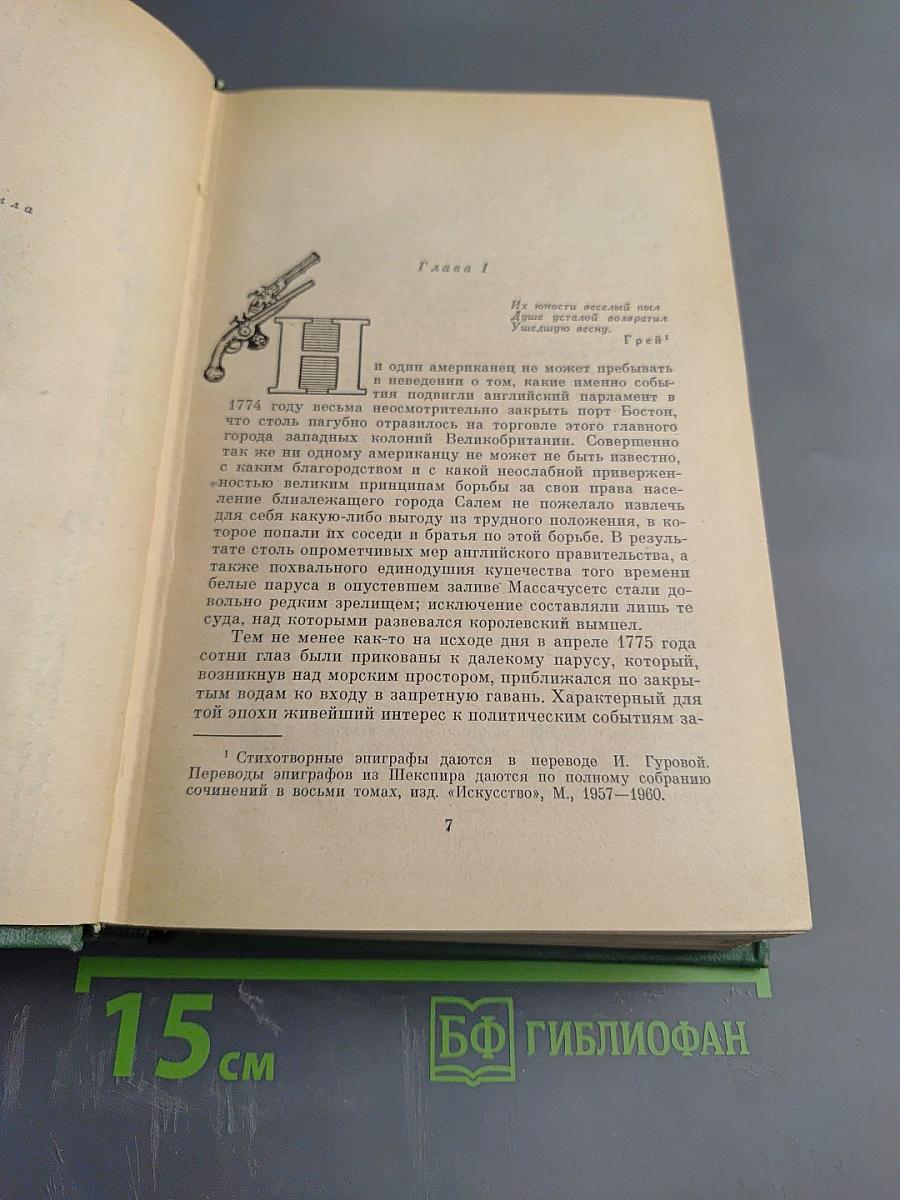 Глава I
Их юности веселый пыл
Душе усталой возвратил
Ушедшую весну.
Грей¹
Ни один американец не может пребывать
в неведении о том, какие именно собы-
тия подвигли английский парламент в
1774 году весьма неосмотрительно закрыть порт Бостон,
что столь пагубно отразилось на торговле этого главного
города западных колоний Великобритании. Совершенно
так же ни одному американцу не может не быть известно,
с каким благородством и с какой неослабной привержен-
ностью великим принципам борьбы за свои права насе-
ление близлежащего города Салем не пожелало извлечь
для себя какую-либо выгоду из трудного положения, в ко-
торое попали их соседи и братья по этой борьбе. В резуль-
тате столь опрометчивых мер английского правительства, а
также похвального единодушия купечества того времени
белые паруса в опустевшем заливе Массачусетс стали до-
вольно редким зрелищем; исключение составляли лишь те
суда, над которыми развевался королевский вымпел.
Тем не менее как-то на исходе дня в апреле 1775 года
сотни глаз были прикованы к далекому парусу, который,
возникнув над морским простором, приближался по закры-
тым водам ко входу в запретную гавань. Характерный для
той эпохи живейший интерес к политическим событиям за-
¹ Стихотворные эпиграфы даются в переводе И. Гуровой.
Переводы эпиграфов из Шекспира даются по полному собранию
сочинений в восьми томах, изд. «Искусство», М., 1957—1960.
7
15 см
БФ ГИБЛИОФАН